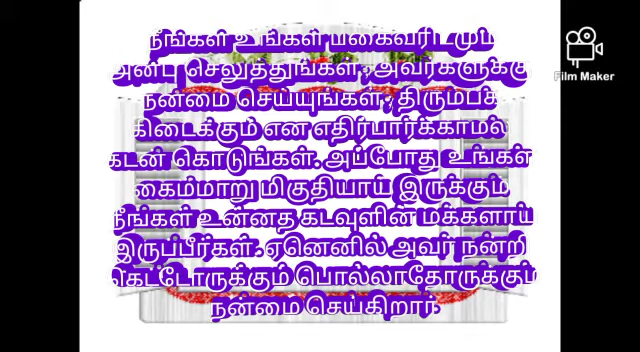 நீங்கள் உங்கள் பகைவரிடமும்
அன்பு செலுத்துங்கள், அவர்களுக்கு
நன்மை செய்யுங்கள், திரும்பக்
கிடைக்கும் என எதிர்பார்க்காமல்
கடன் கொடுங்கள். அப்போது உங்கள்
கைம்மாறு மிகுதியாய் இருக்கும்
நீங்கள் உன்னத கடவுளின் மக்களாய்
இருப்பீர்கள். ஏனெனில் அவர் நன்றி
கெட்டோருக்கும் பொல்லாதோருக்கும்
நன்மை செய்கிறார்.
Film Maker